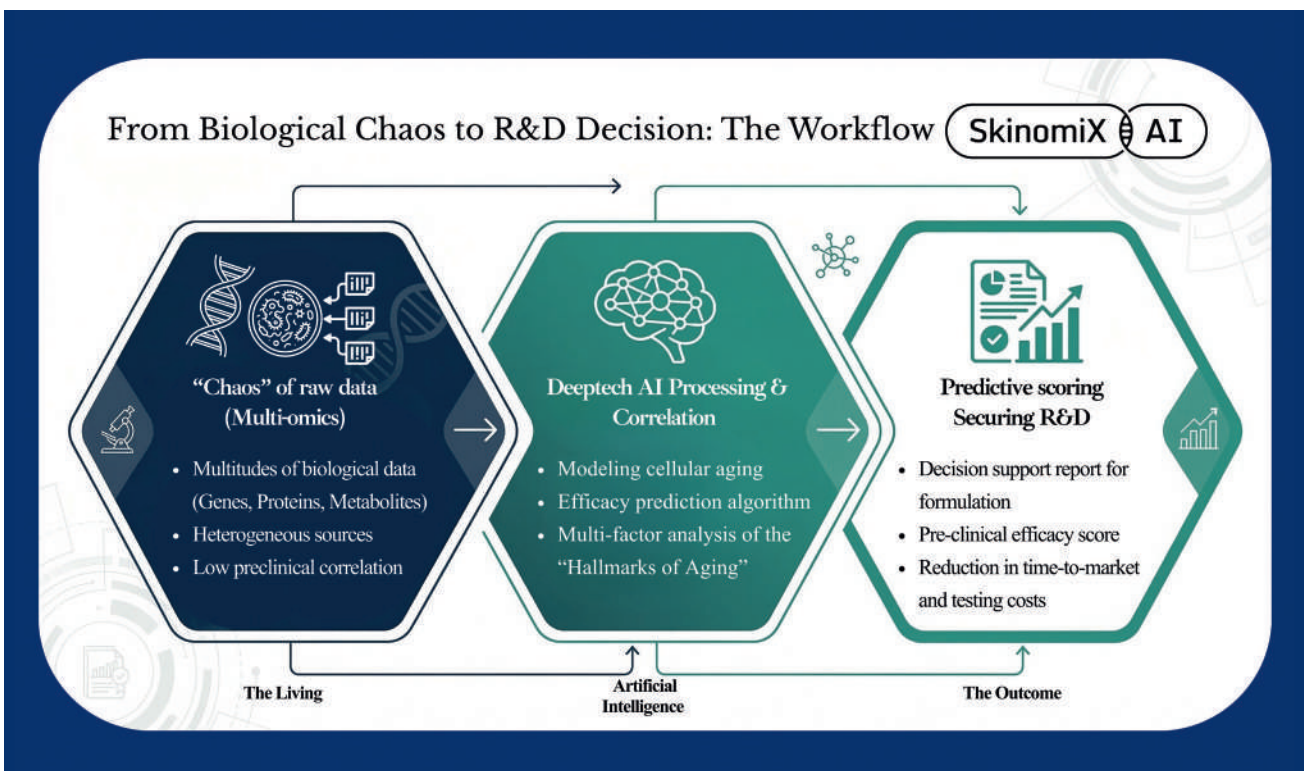 From Biological Chaos to R&D Decision: The Workflow
SkinomiX AI
“Chaos” of raw data
(Multi-omics)
• Multitudes of biological data
(Genes, Proteins, Metabolites)
• Heterogeneous sources
• Low preclinical correlation
Deeptech AI Processing &
Correlation
• Modeling cellular aging
• Efficacy prediction algorithm
• Multi-factor analysis of the
“Hallmarks of Aging”
Predictive scoring
Securing R&D
• Decision support report for
formulation
• Pre-clinical efficacy score
• Reduction in time-to-market
and testing costs
The Living
Artificial
Intelligence
The Outcome